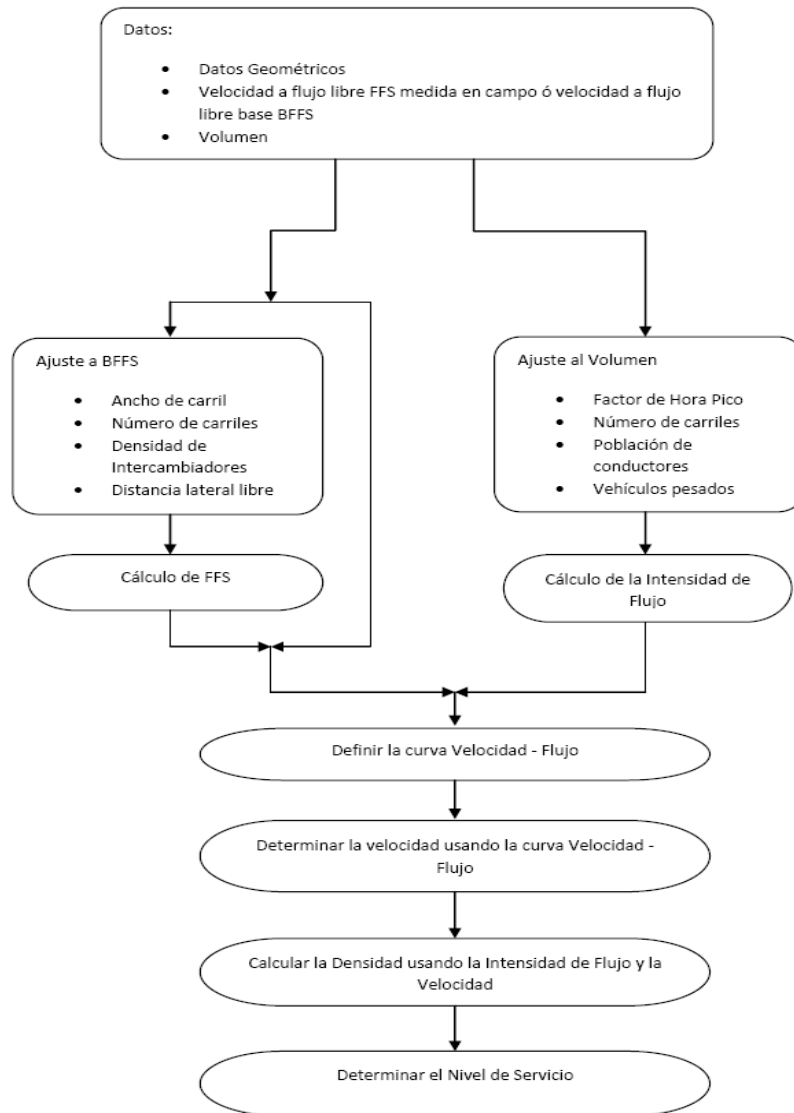 Datos:
• Datos Geométricos
• Velocidad a flujo libre FFS medida en campo ó velocidad a flujo
libre base BFFS
• Volumen
Ajuste a BFFS
• Ancho de carril
• Número de carriles
• Densidad de
Intercambiadores
• Distancia lateral libre
Ajuste al Volumen
• Factor de Hora Pico
• Número de carriles
• Población de
conductores
• Vehículos pesados
Cálculo de FFS
Cálculo de la Intensidad de
Flujo
Definir la curva Velocidad - Flujo
Determinar la velocidad usando la curva Velocidad -
Flujo
Calcular la Densidad usando la Intensidad de Flujo y la
Velocidad
Determinar el Nivel de Servicio